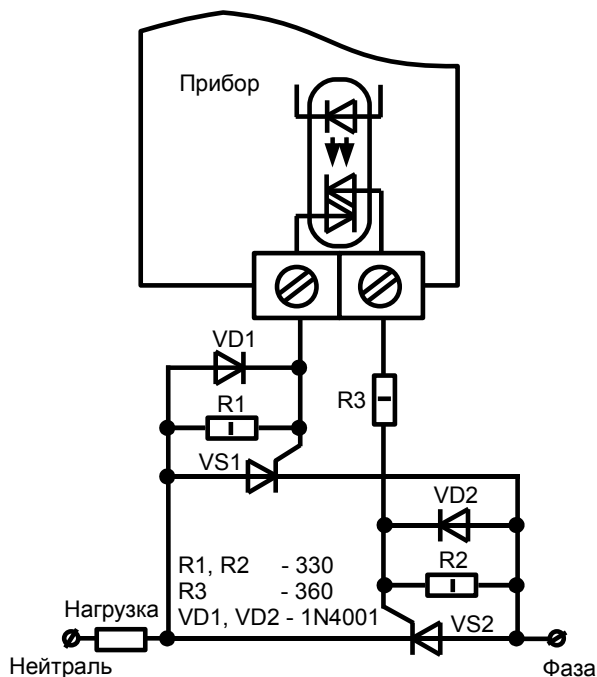 Прибор
VD1
R1
R3
VS1
VD2
R2
R1, R2 - 330
R3 - 360
VD1, VD2 - 1N4001
Нагрузка
VS2
Нейтраль
Фаза